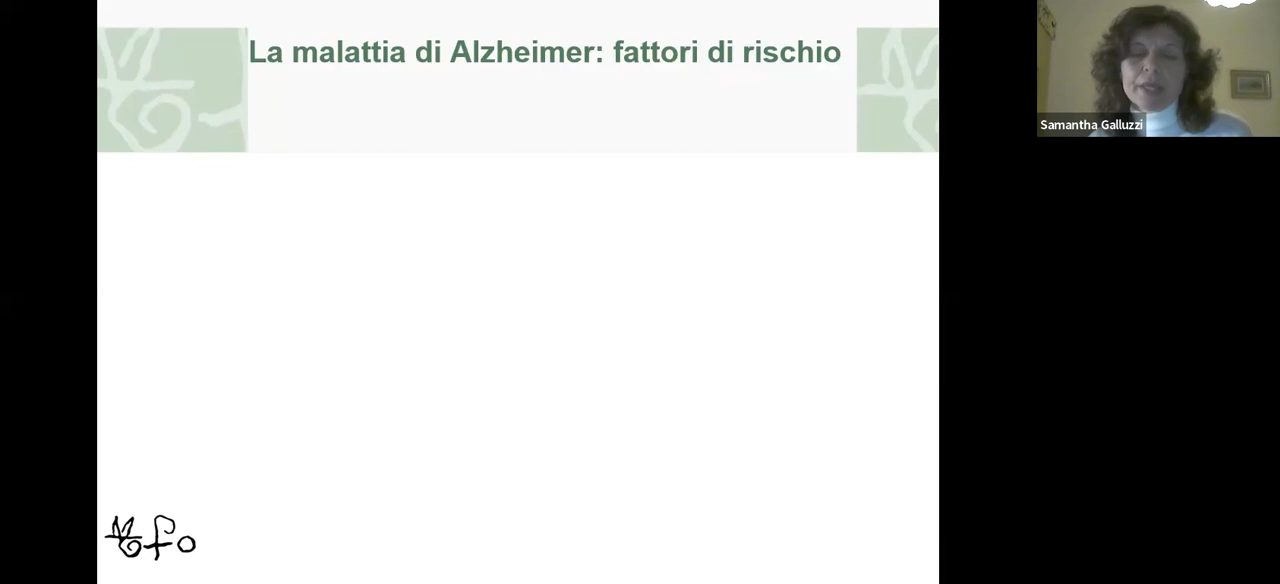 La malattia di Alzheimer: fattori di rischio
Samantha Galluzzi